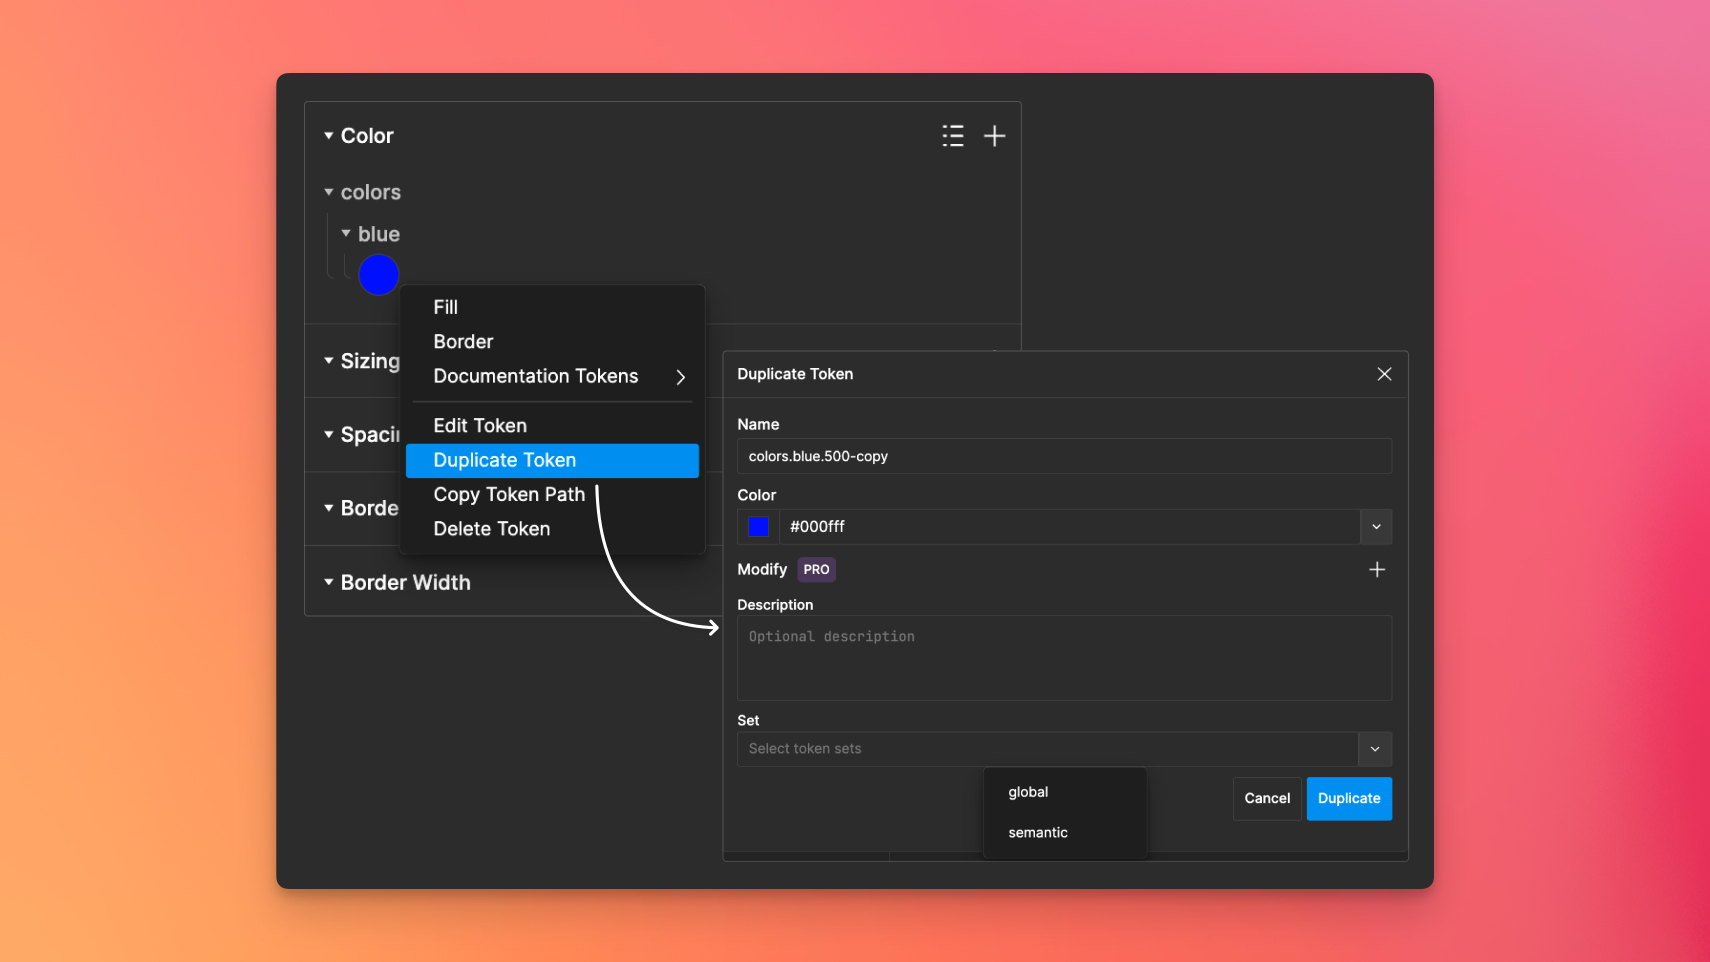 Color
colors
blue
Fill
Border
Documentation Tokens
Edit Token
Duplicate Token
Copy Token Path
Delete Token
Sizing
Spacin
Borde
Border Width
Duplicate Token
Name
colors.blue.500-copy
Color
#000fff
Modify PRO
Description
Optional description
Set
Select token sets
global
semantic
Cancel Duplicate